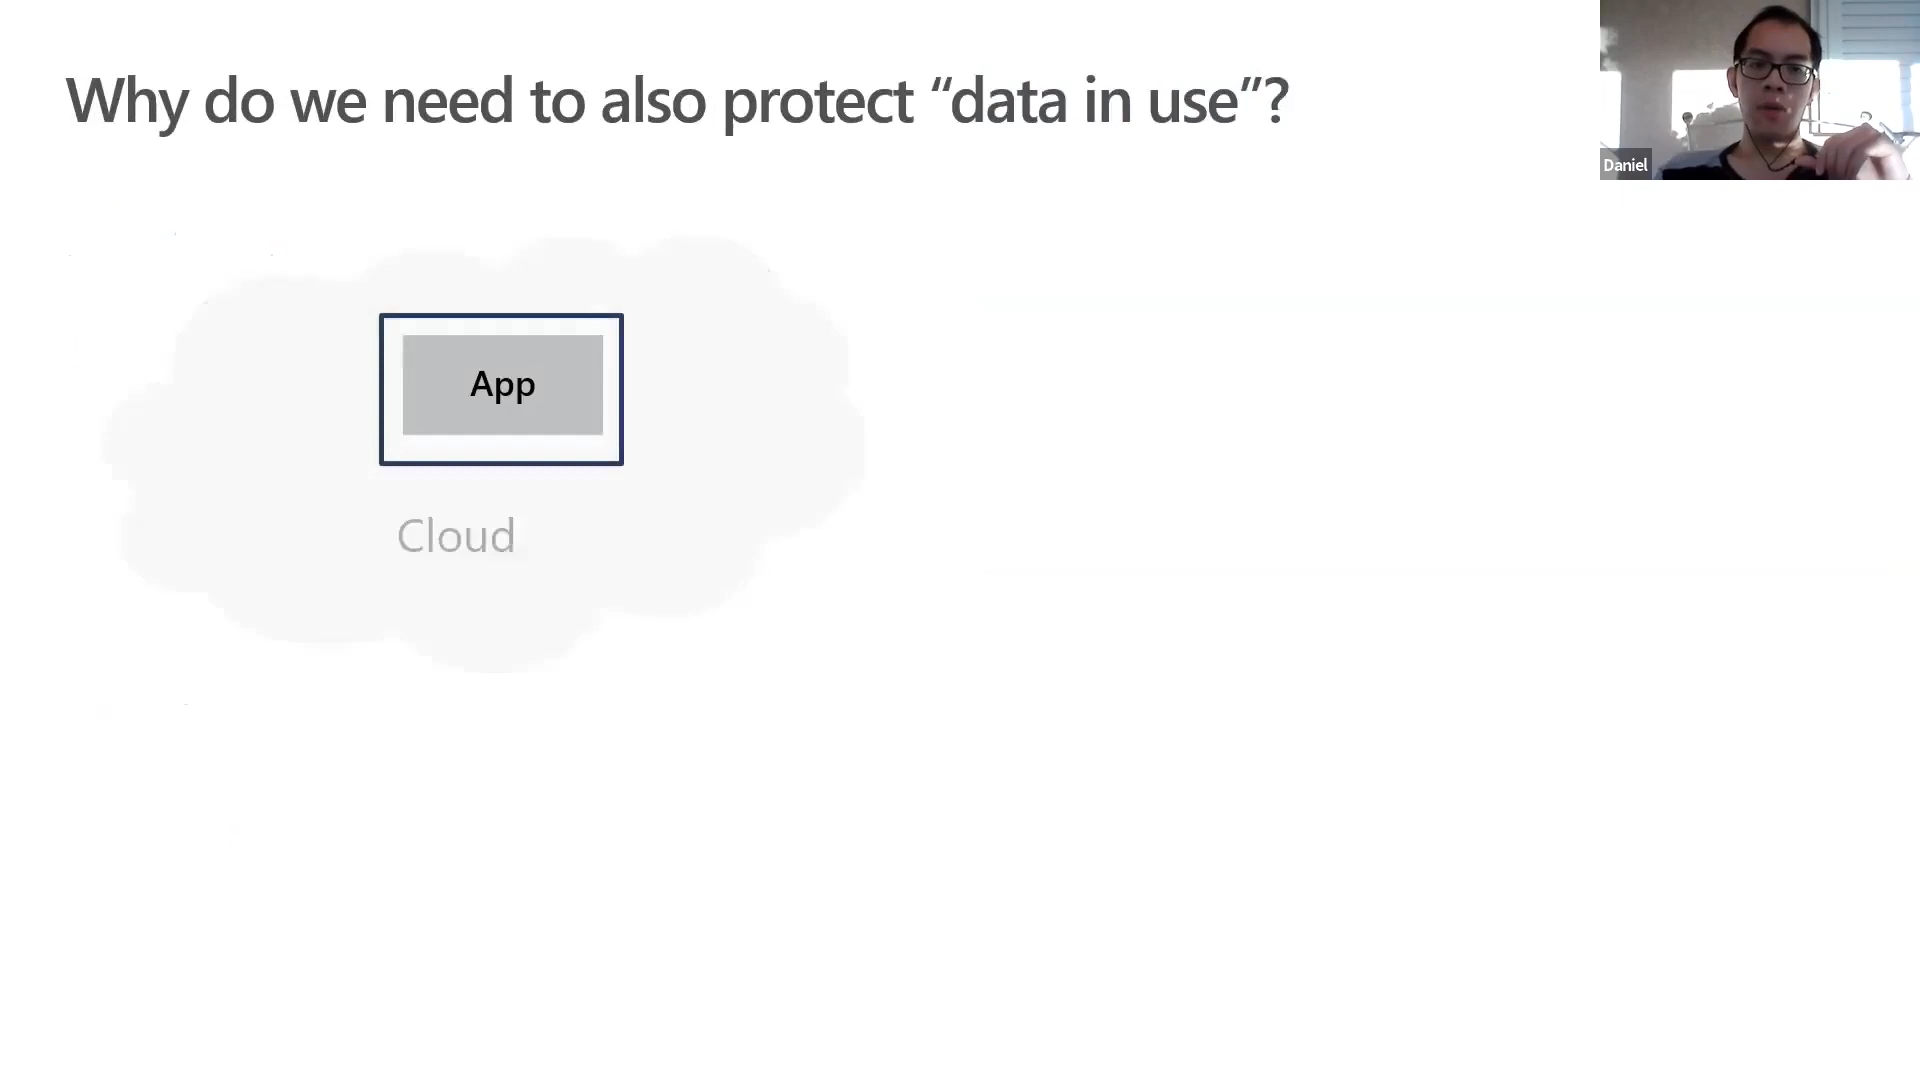 Why do we need to also protect “data in use”?
Daniel
App
Cloud